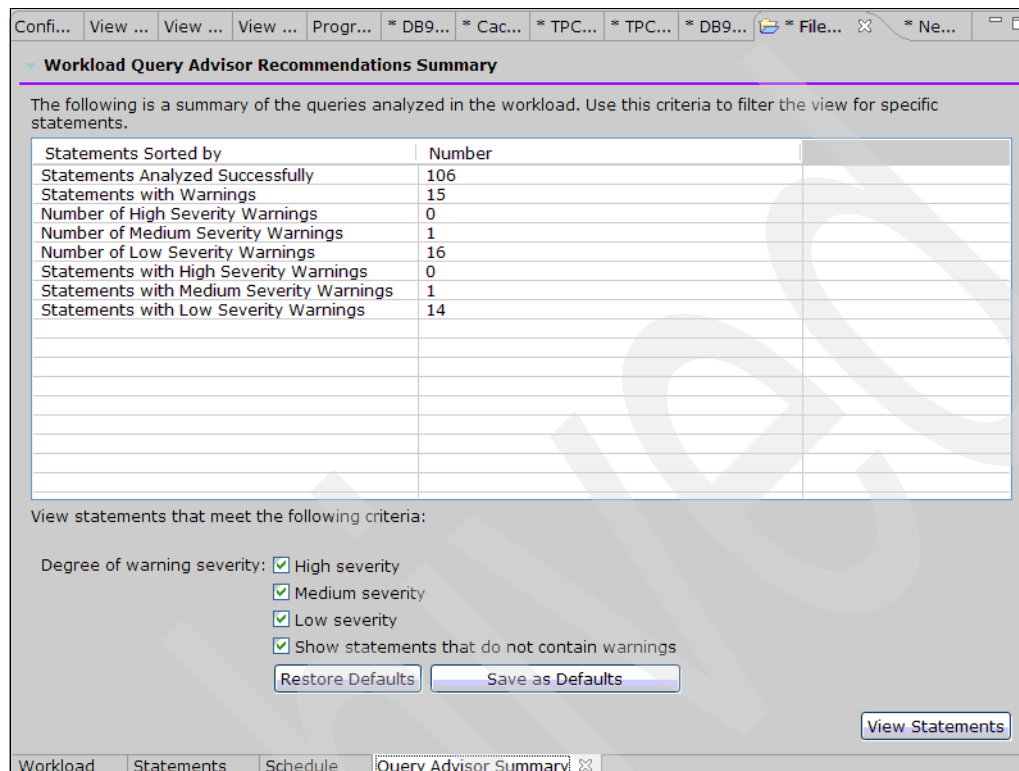 Confi... View ... View ... View ... Progr... * DB9... * Cac... * TPC... * TPC... * DB9... * File... * Ne...
Workload Query Advisor Recommendations Summary
The following is a summary of the queries analyzed in the workload. Use this criteria to filter the view for specific
statements.
Statements Sorted by Number
Statements Analyzed Successfully 106
Statements with Warnings 15
Number of High Severity Warnings 0
Number of Medium Severity Warnings 1
Number of Low Severity Warnings 16
Statements with High Severity Warnings 0
Statements with Medium Severity Warnings 1
Statements with Low Severity Warnings 14
View statements that meet the following criteria:
Degree of warning severity: High severity
Medium severity
Low severity
Show statements that do not contain warnings
Restore Defaults Save as Defaults
View Statements
Workload Statements Schedule Query Advisor Summary